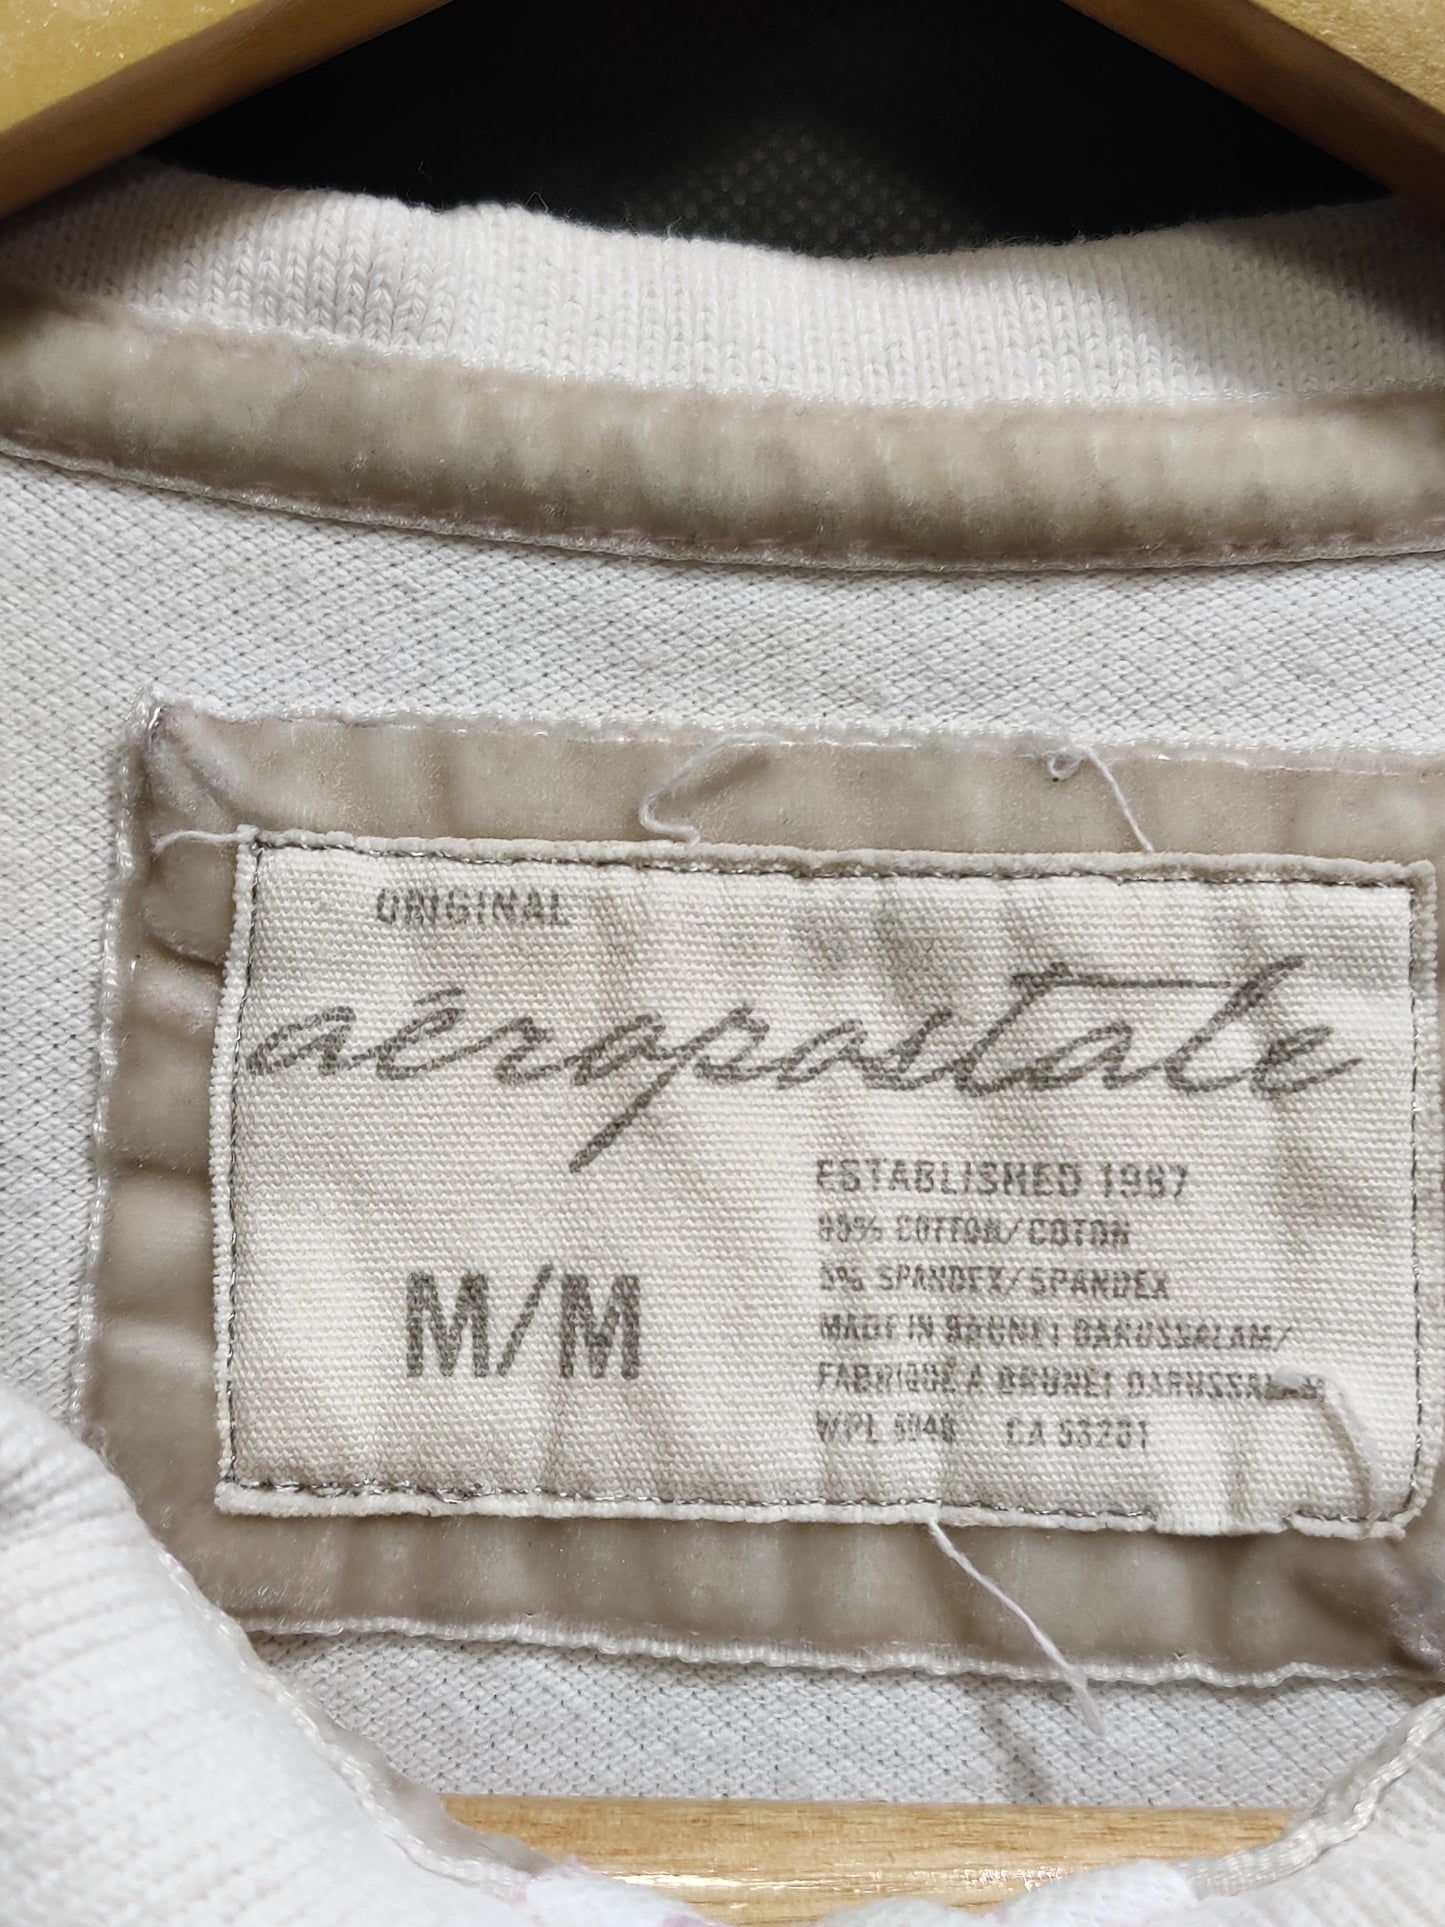 ORIGINAL
aéropostale
ESTABLISHED 1987
95% COTTON/COTON
5% SPANDEX/SPANDEX
M/M
MADE IN BRUNEI DARUSSALAM/
FABRIQUÉ A BRUNEI DARUSSALAM
WPL CA 53201